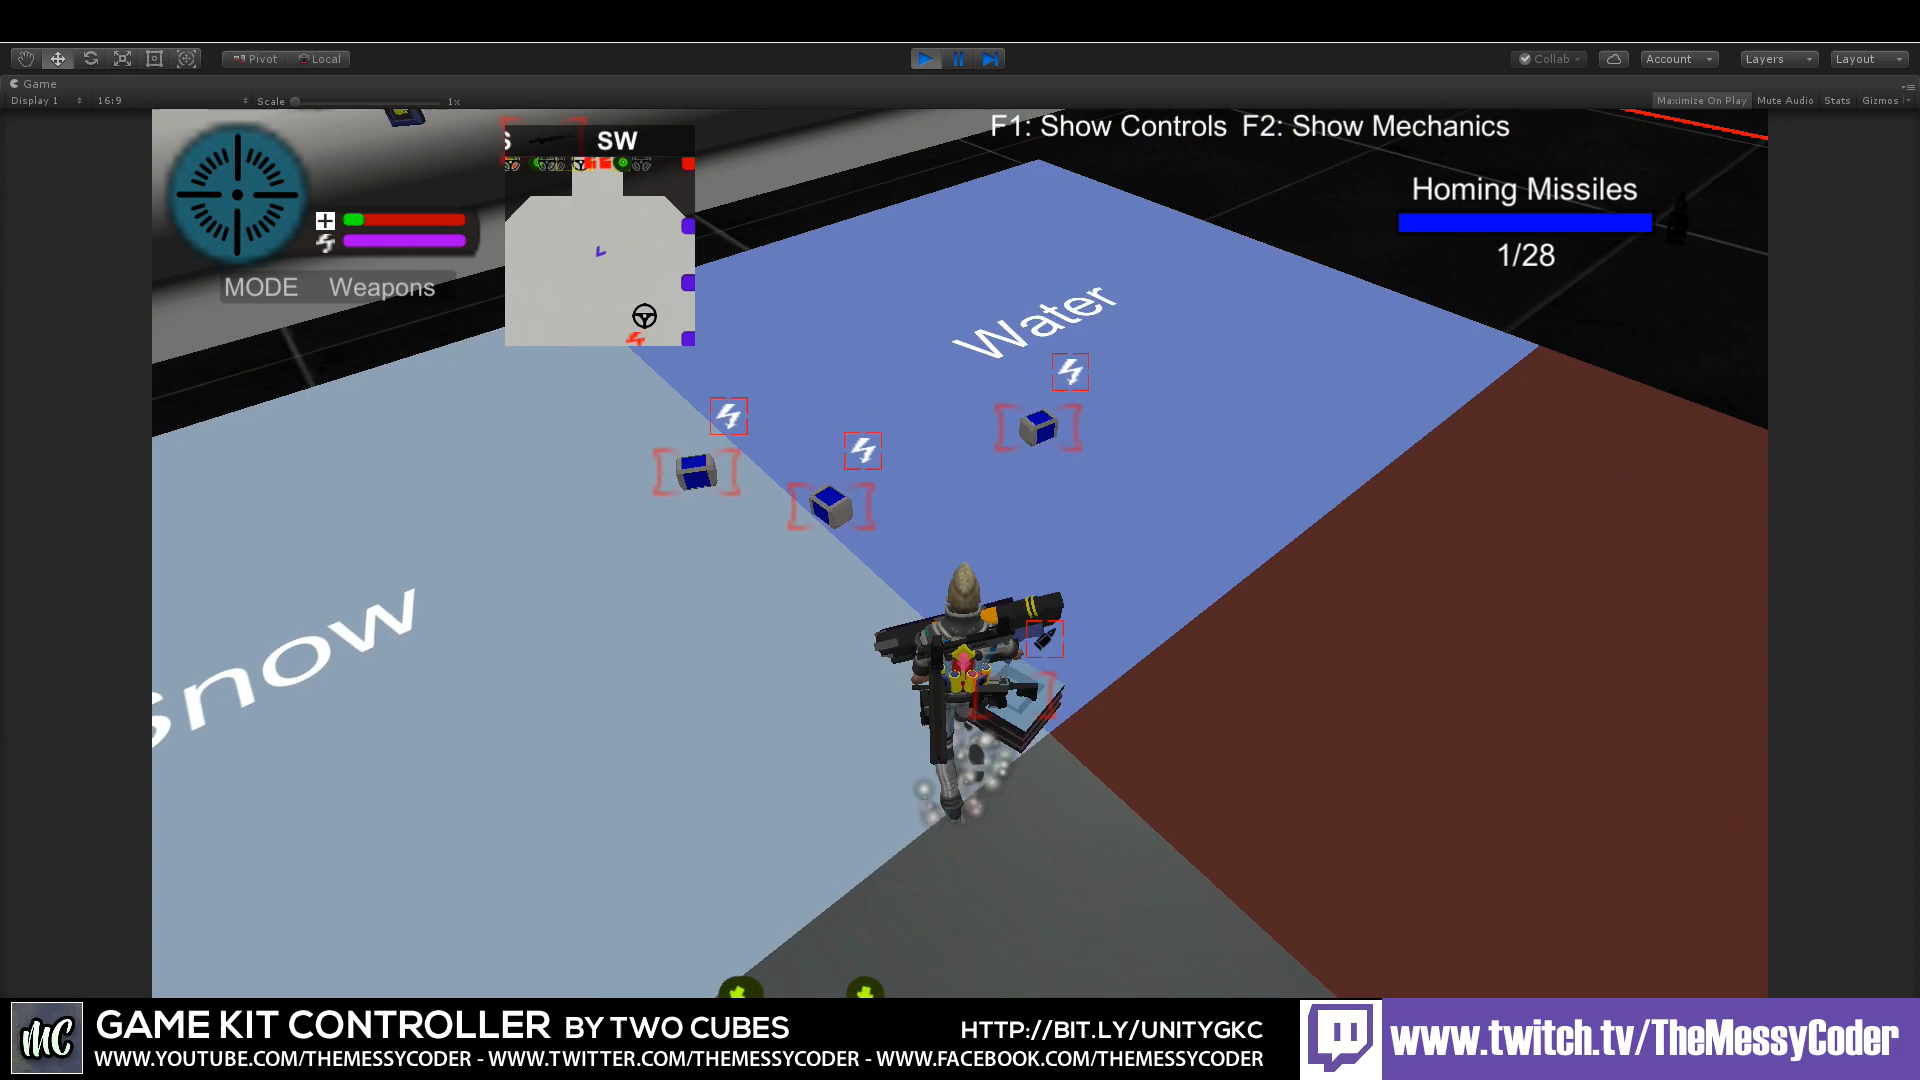 Pivot Local
Collab Account Layers Layout
Game
Display 1 16:9 Scale 1x
Maximize On Play Mute Audio Stats Gizmos
S SW
F1: Show Controls F2: Show Mechanics
Homing Missiles
1/28
MODE Weapons
Water
snow
MC
GAME KIT CONTROLLER BY TWO CUBES
HTTP://BIT.LY/UNITYGKC
WWW.YOUTUBE.COM/THEMESSYCODER - WWW.TWITTER.COM/THEMESSYCODER - WWW.FACEBOOK.COM/THEMESSYCODER
www.twitch.tv/TheMessyCoder